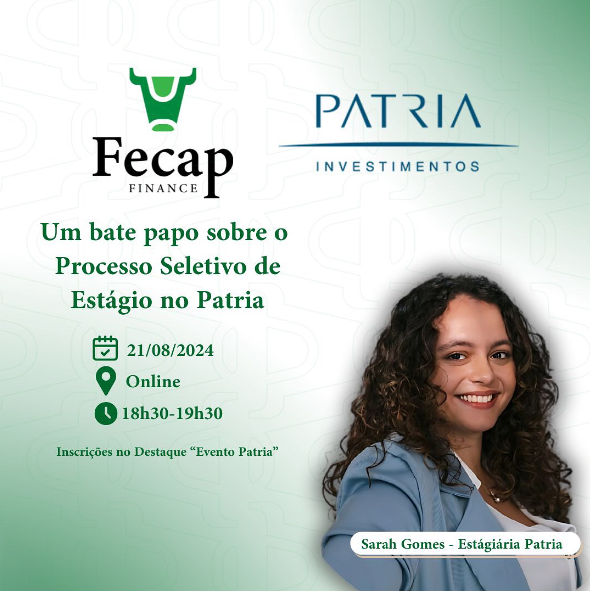 Fecap
FINANCE
PATRIA
INVESTIMENTOS
Um bate papo sobre o
Processo Seletivo de
Estágio no Patria
21/08/2024
Online
18h30-19h30
Inscrições no Destaque “Evento Patria”
Sarah Gomes - Estágiária Patria